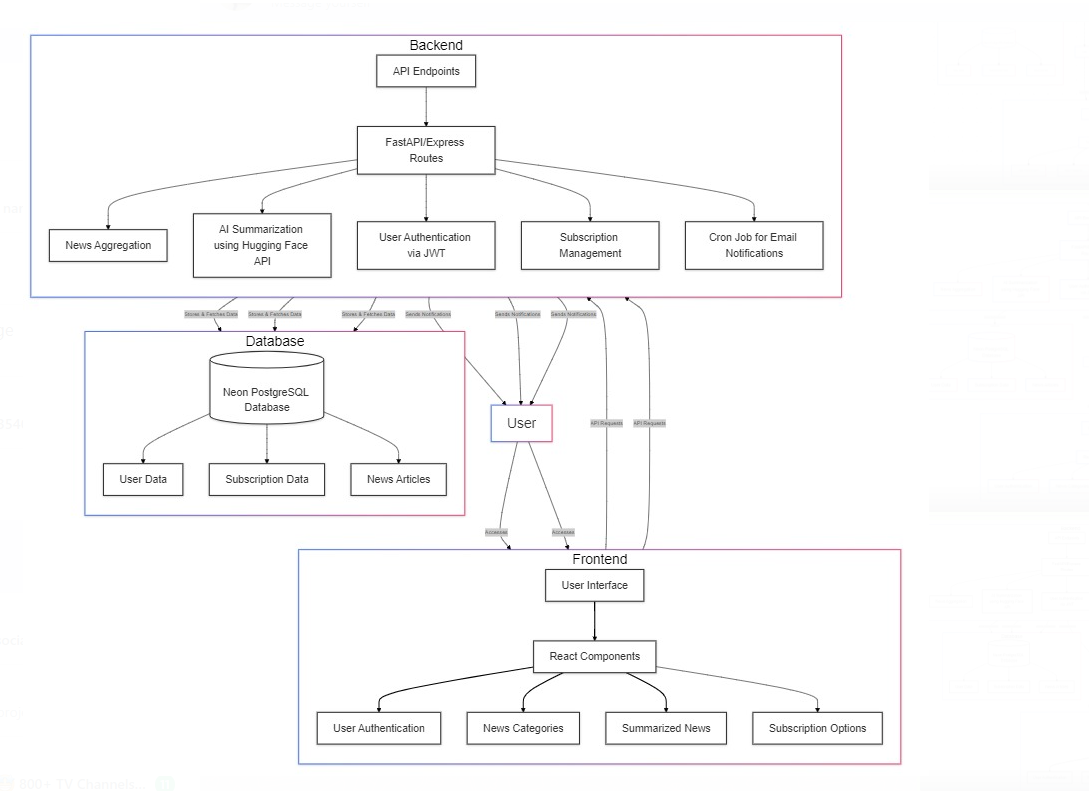 Backend
API Endpoints
FastAPI/Express
Routes
News Aggregation
AI Summarization
using Hugging Face
API
User Authentication
via JWT
Subscription
Management
Cron Job for Email
Notifications
Stores & Fetches Data
Stores & Fetches Data
Stores & Fetches Data
Sends Notifications
Sends Notifications
Sends Notifications
Database
Neon PostgreSQL
Database
User Data
Subscription Data
News Articles
User
API Requests
API Requests
Accesses
Accesses
Frontend
User Interface
React Components
User Authentication
News Categories
Summarized News
Subscription Options
800+ TV Channels...